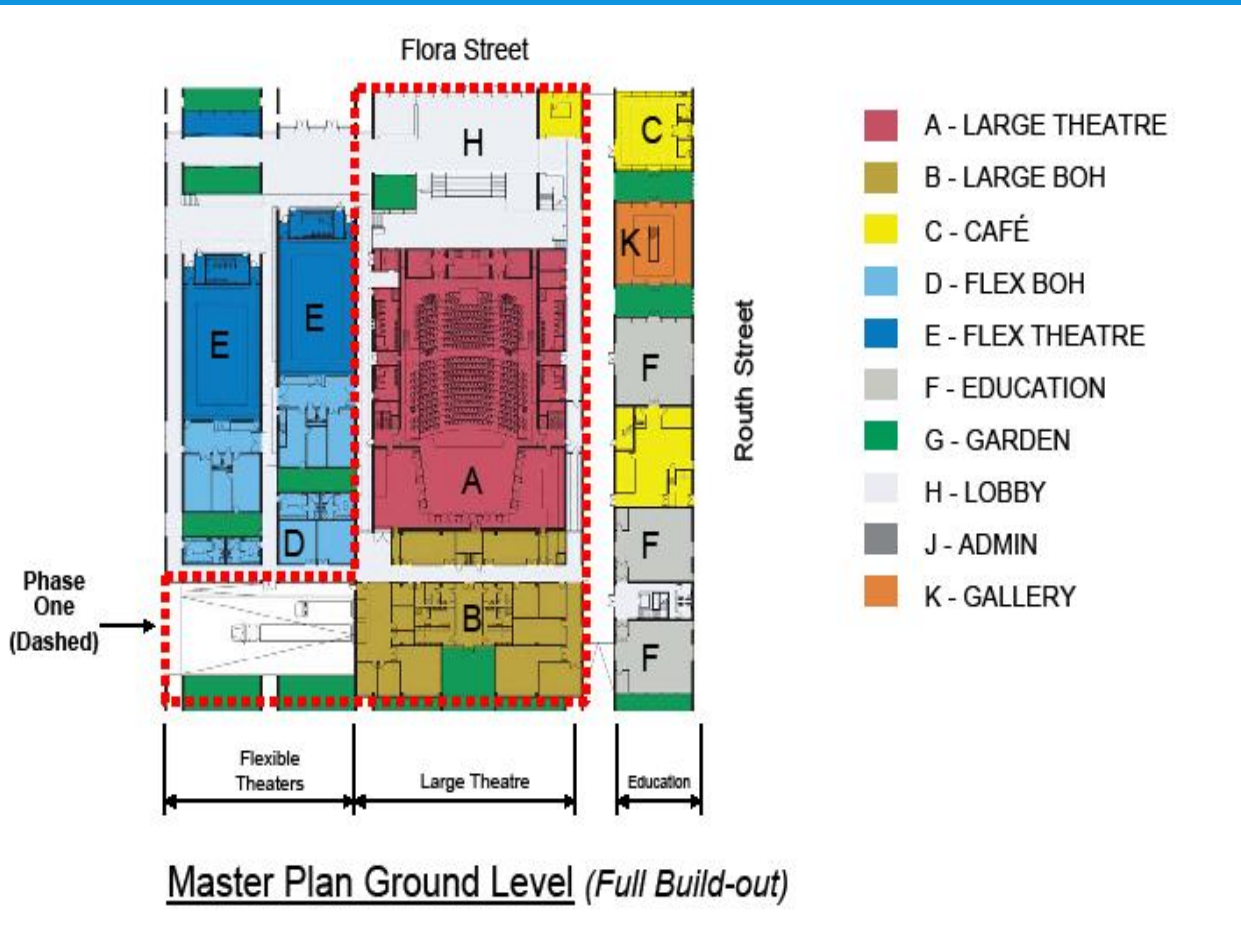 Flora Street
H
C
K
E
E
F
A
D
F
B
F
Routh Street
Phase
One
(Dashed)
Flexible
Theaters
Large Theatre
Education
A - LARGE THEATRE
B - LARGE BOH
C - CAFÉ
D - FLEX BOH
E - FLEX THEATRE
F - EDUCATION
G - GARDEN
H - LOBBY
J - ADMIN
K - GALLERY
Master Plan Ground Level (Full Build-out)